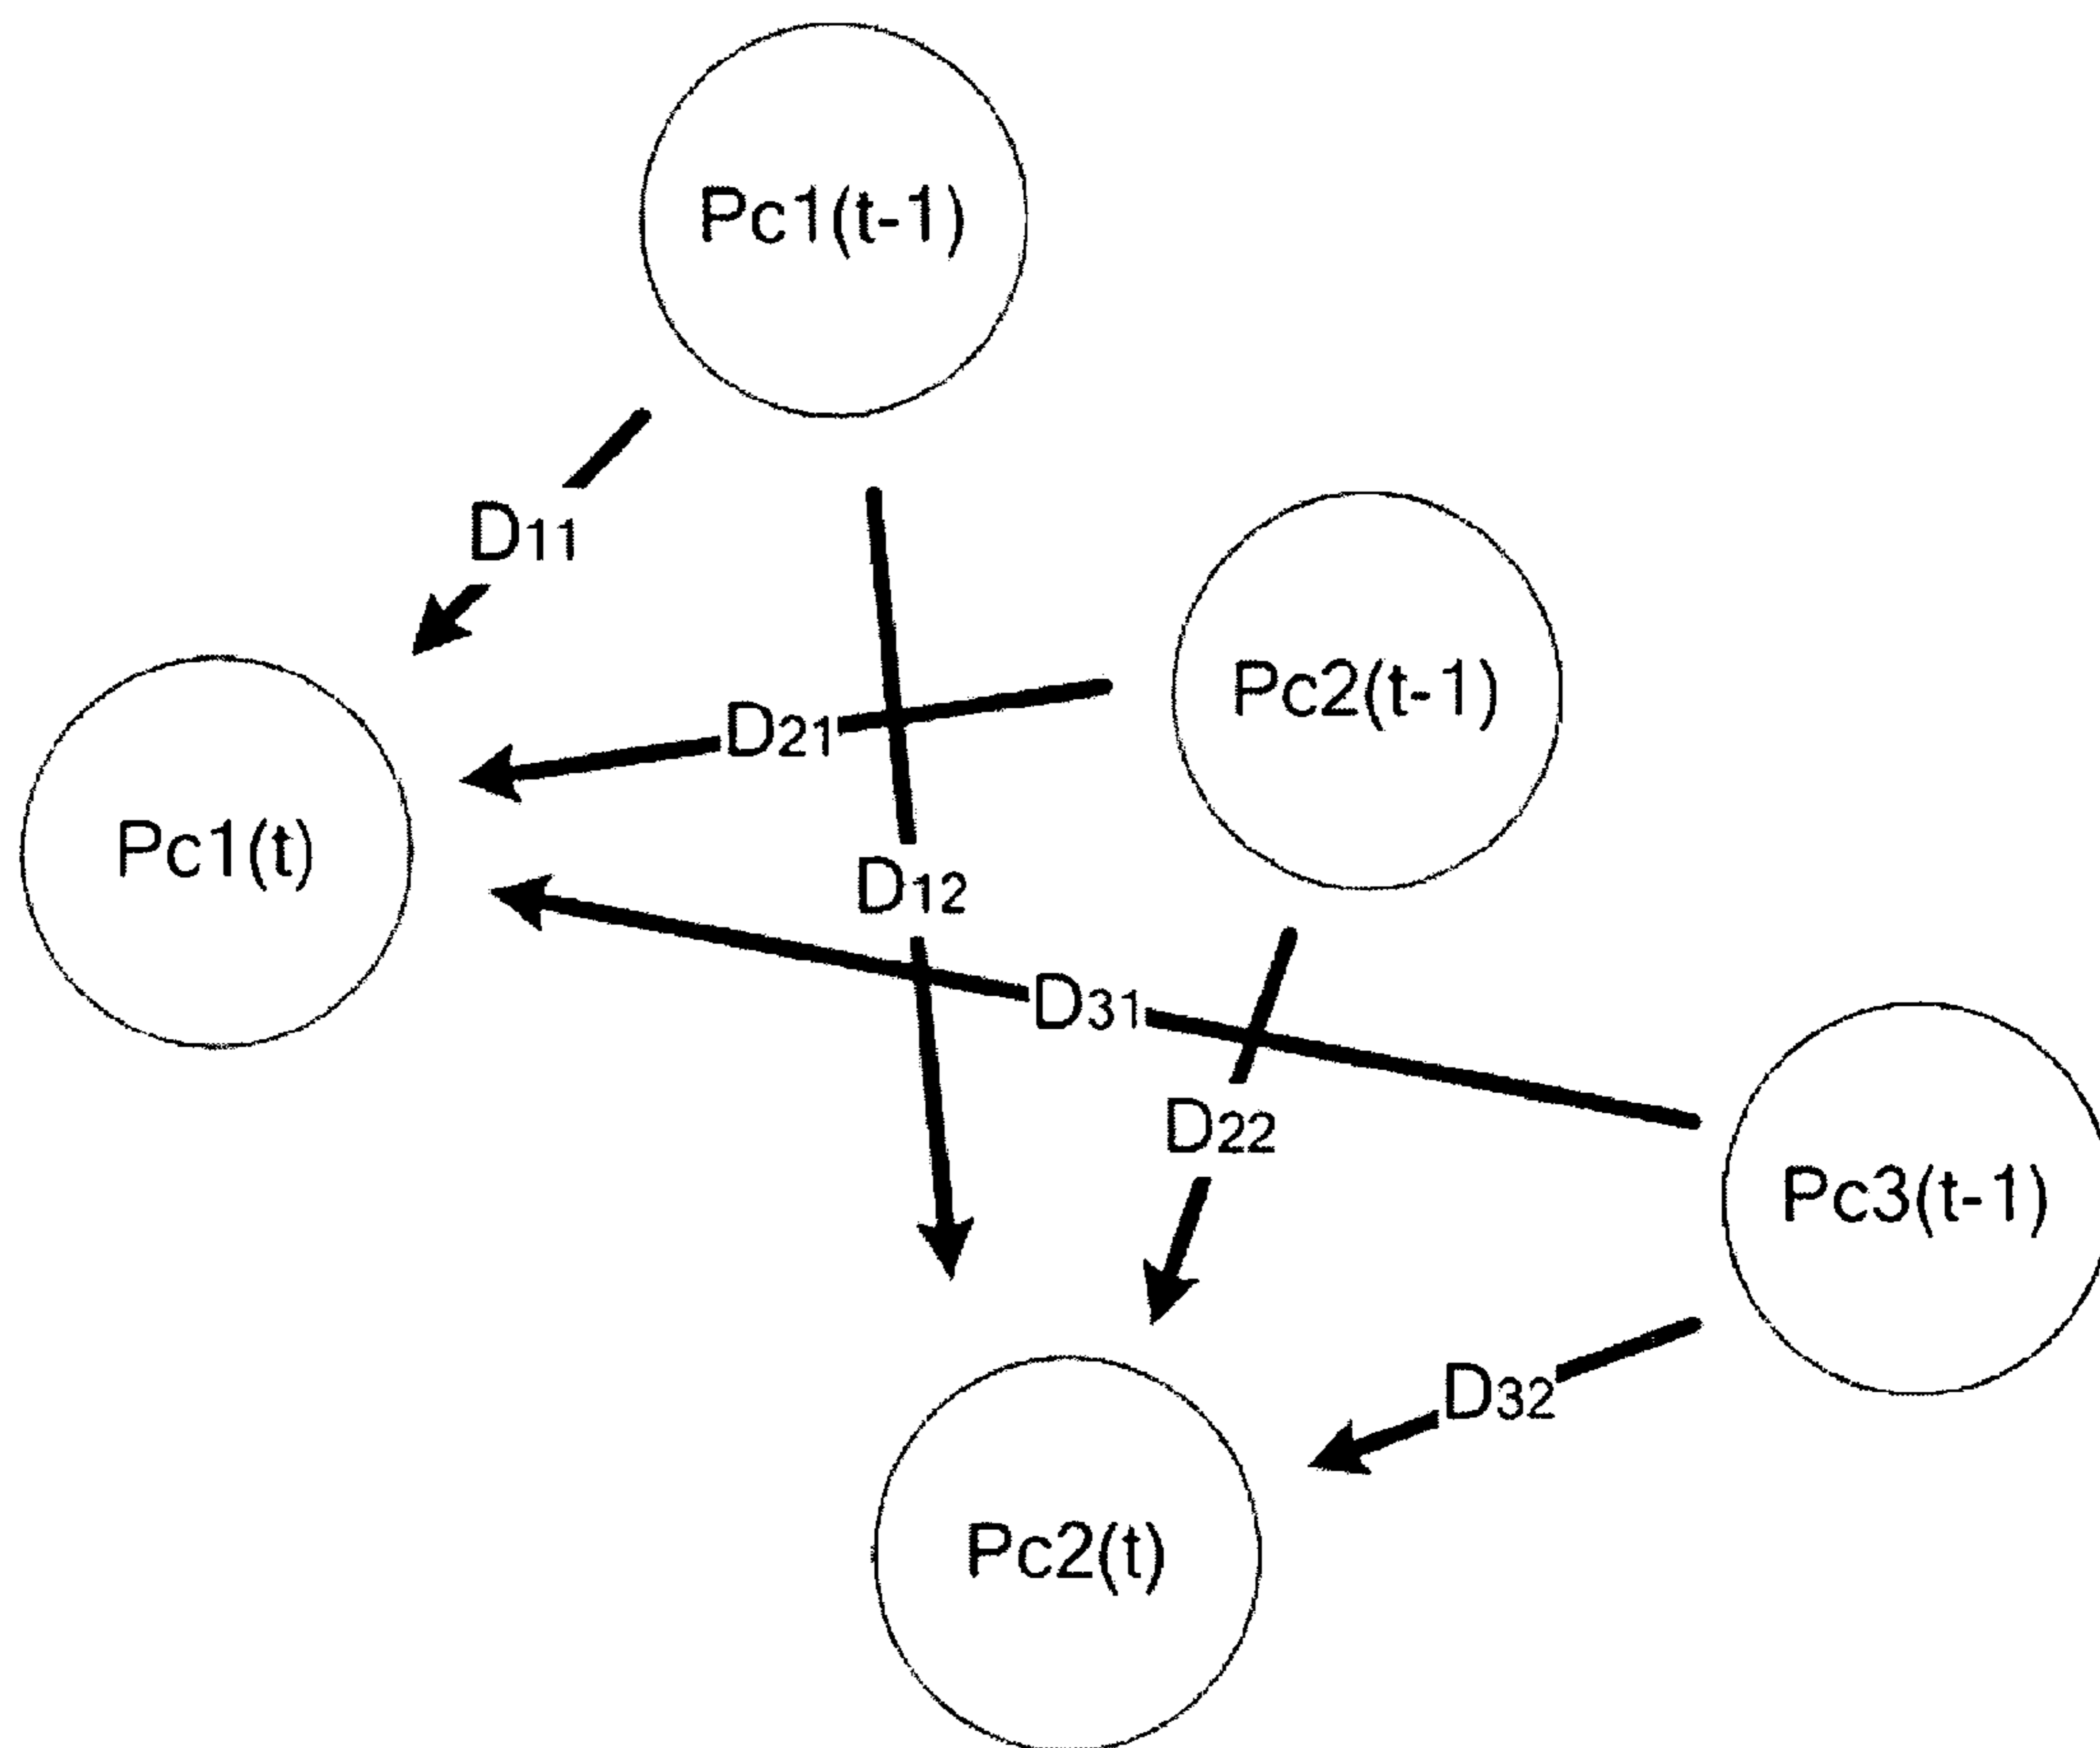 Pc1(t-1)
D11
Pc2(t-1)
D21
Pc1(t)
D12
D31
D22
Pc3(t-1)
D32
Pc2(t)